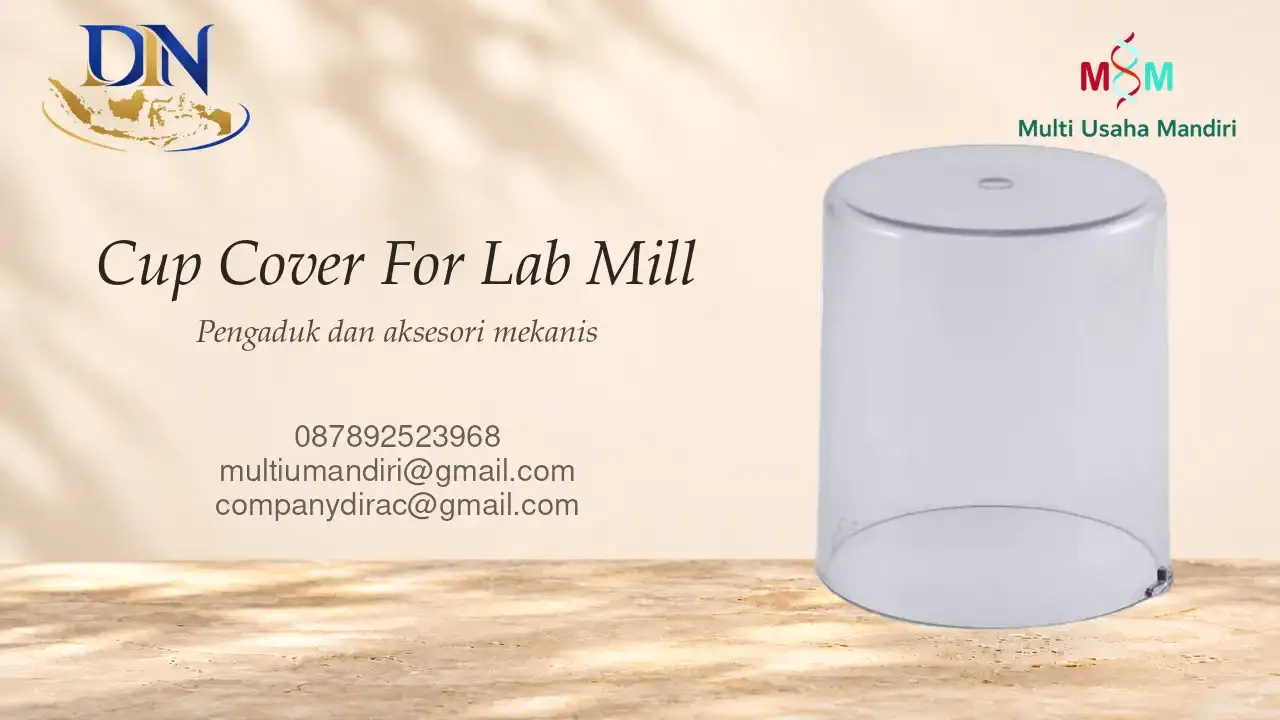 DN
M M
Multi Usaha Mandiri
Cup Cover For Lab Mill
Pengaduk dan aksesori mekanis
087892523968
multiumandiri@gmail.com
companydirac@gmail.com